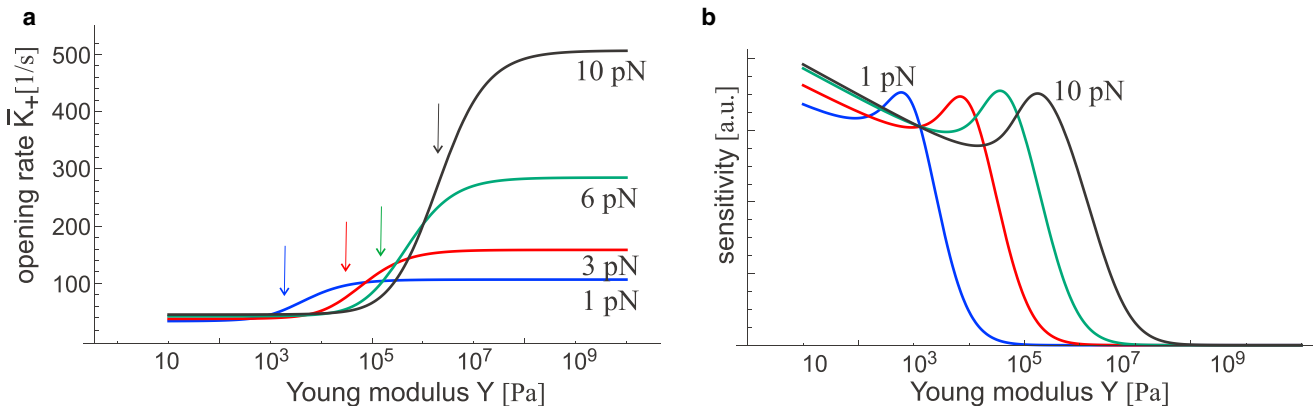 a
opening rate K̅₊[1/s]
500
400
300
200
100
10 pN
6 pN
3 pN
1 pN
10 10³ 10⁵ 10⁷ 10⁹
Young modulus Y [Pa]
b
sensitivity [a.u.]
1 pN
10 pN
10 10³ 10⁵ 10⁷ 10⁹
Young modulus Y [Pa]